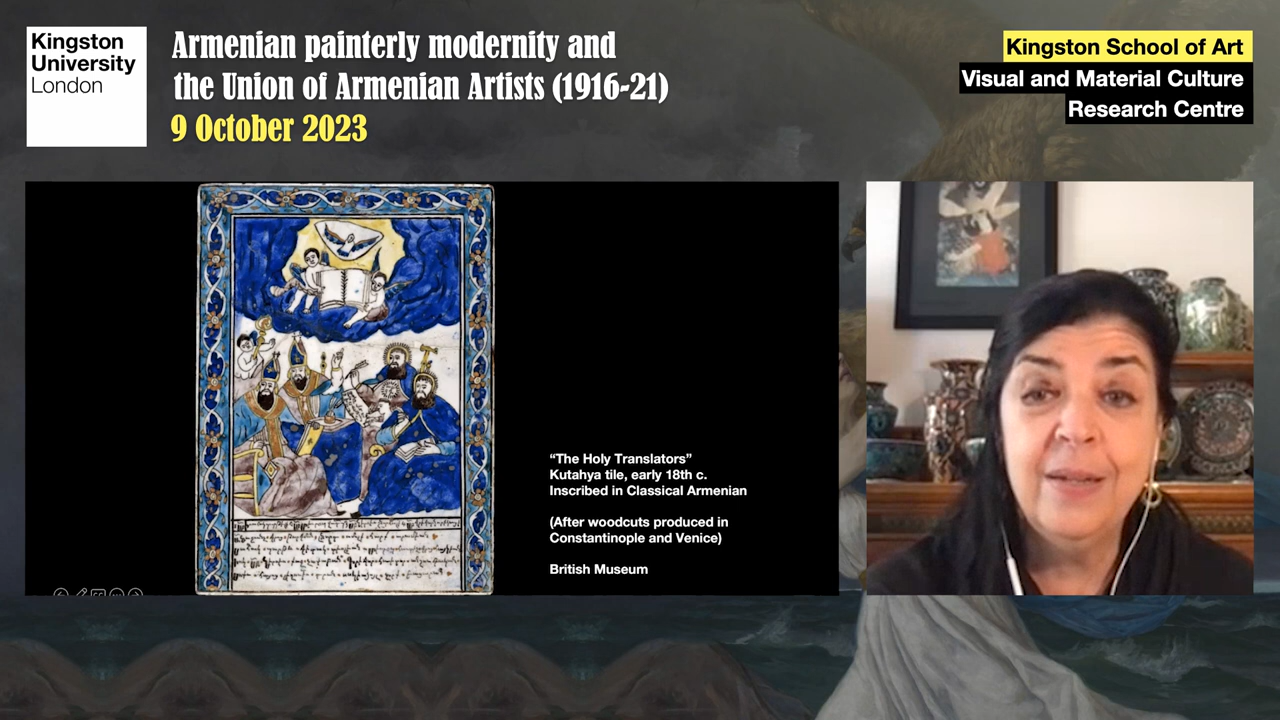 Kingston
University
London
Armenian painterly modernity and
the Union of Armenian Artists (1916-21)
9 October 2023
Kingston School of Art
Visual and Material Culture
Research Centre
“The Holy Translators”
Kutahya tile, early 18th c.
Inscribed in Classical Armenian
(After woodcuts produced in
Constantinople and Venice)
British Museum